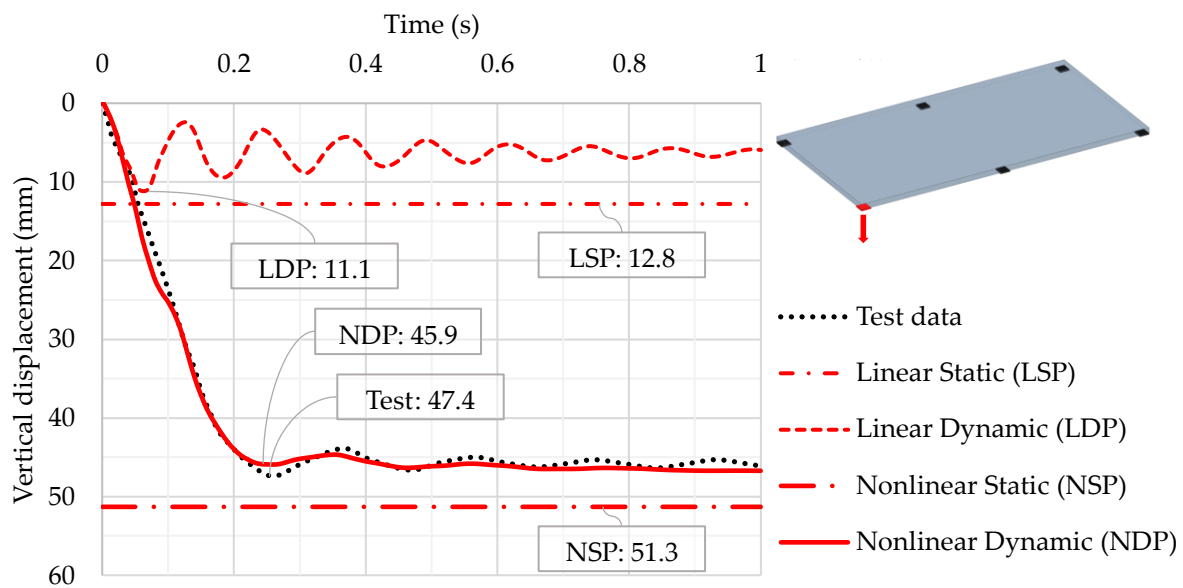 Time (s)
0 0.2 0.4 0.6 0.8 1
Vertical displacement (mm)
0
10
20
30
40
50
60
LDP: 11.1
LSP: 12.8
NDP: 45.9
Test: 47.4
NSP: 51.3
Test data
Linear Static (LSP)
Linear Dynamic (LDP)
Nonlinear Static (NSP)
Nonlinear Dynamic (NDP)